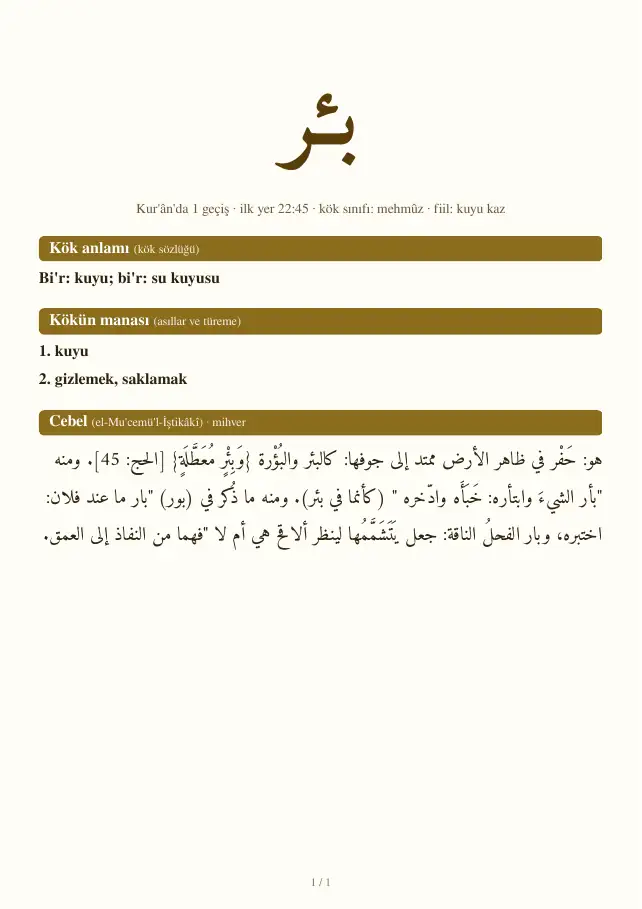 بئر
Kur'ân'da 1 geçiş · ilk yer 22:45 · kök sınıfı: mehmûz · fiil: kuyu kaz
Kök anlamı (kök sözlüğü)
Bi'r: kuyu; bi'r: su kuyusu
Kökün manası (asıllar ve türeme)
1. kuyu
2. gizlemek, saklamak
Cebel (el-Mu'cemü'l-İştikâkî) · mihver
هو: حَفْر في ظاهر الأرض ممتد إلى جوفها: كالبئر والبُؤْرة {وَبِئْرٍ مُعَطَّلَةٍ} [الحج: 45]. ومنه
"بأر الشيءَ وابتأره: خَبَأَه وادّخره " (كأنما في بئر). ومنه ما ذُكر في (بور) "بار ما عند فلان:
اختبره، وبار الفحلُ الناقة: جعل يَتَشَمَّمُها لينظر ألاقح هي أم لا "فهما من النفاذ إلى العمق.
1 / 1